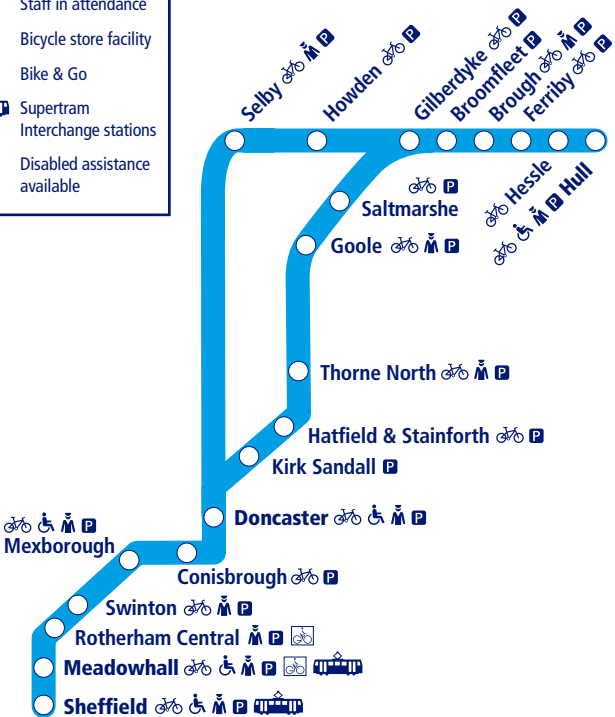 Staff in attendance
Bicycle store facility
Bike & Go
Supertram
Interchange stations
Disabled assistance
available
Selby P
Howden P
Gilberdyke P
Broomfleet P
Brough P
Ferriby P
Hessle
P Hull
P
Saltmarshe
Goole P
Thorne North P
Hatfield & Stainforth P
Kirk Sandall P
Doncaster P
P
Mexborough
Conisbrough P
Swinton P
Rotherham Central P
Meadowhall P
Sheffield P